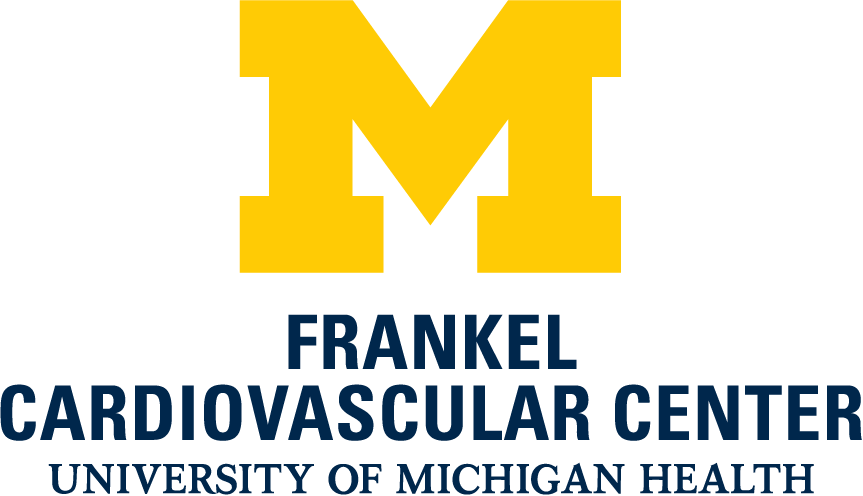 M
FRANKEL
CARDIOVASCULAR CENTER
UNIVERSITY OF MICHIGAN HEALTH